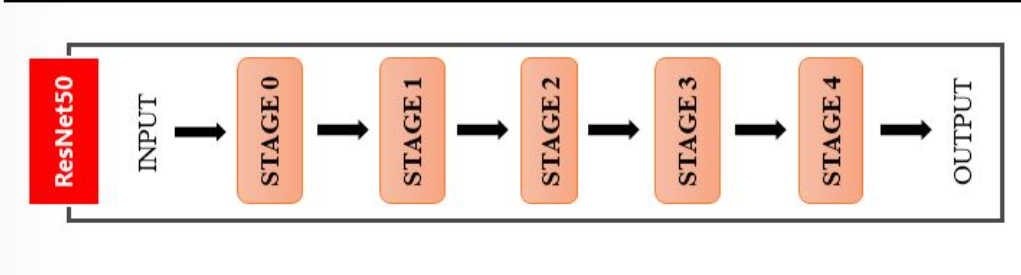 ResNet50
INPUT
STAGE 0
STAGE 1
STAGE 2
STAGE 3
STAGE 4
OUTPUT